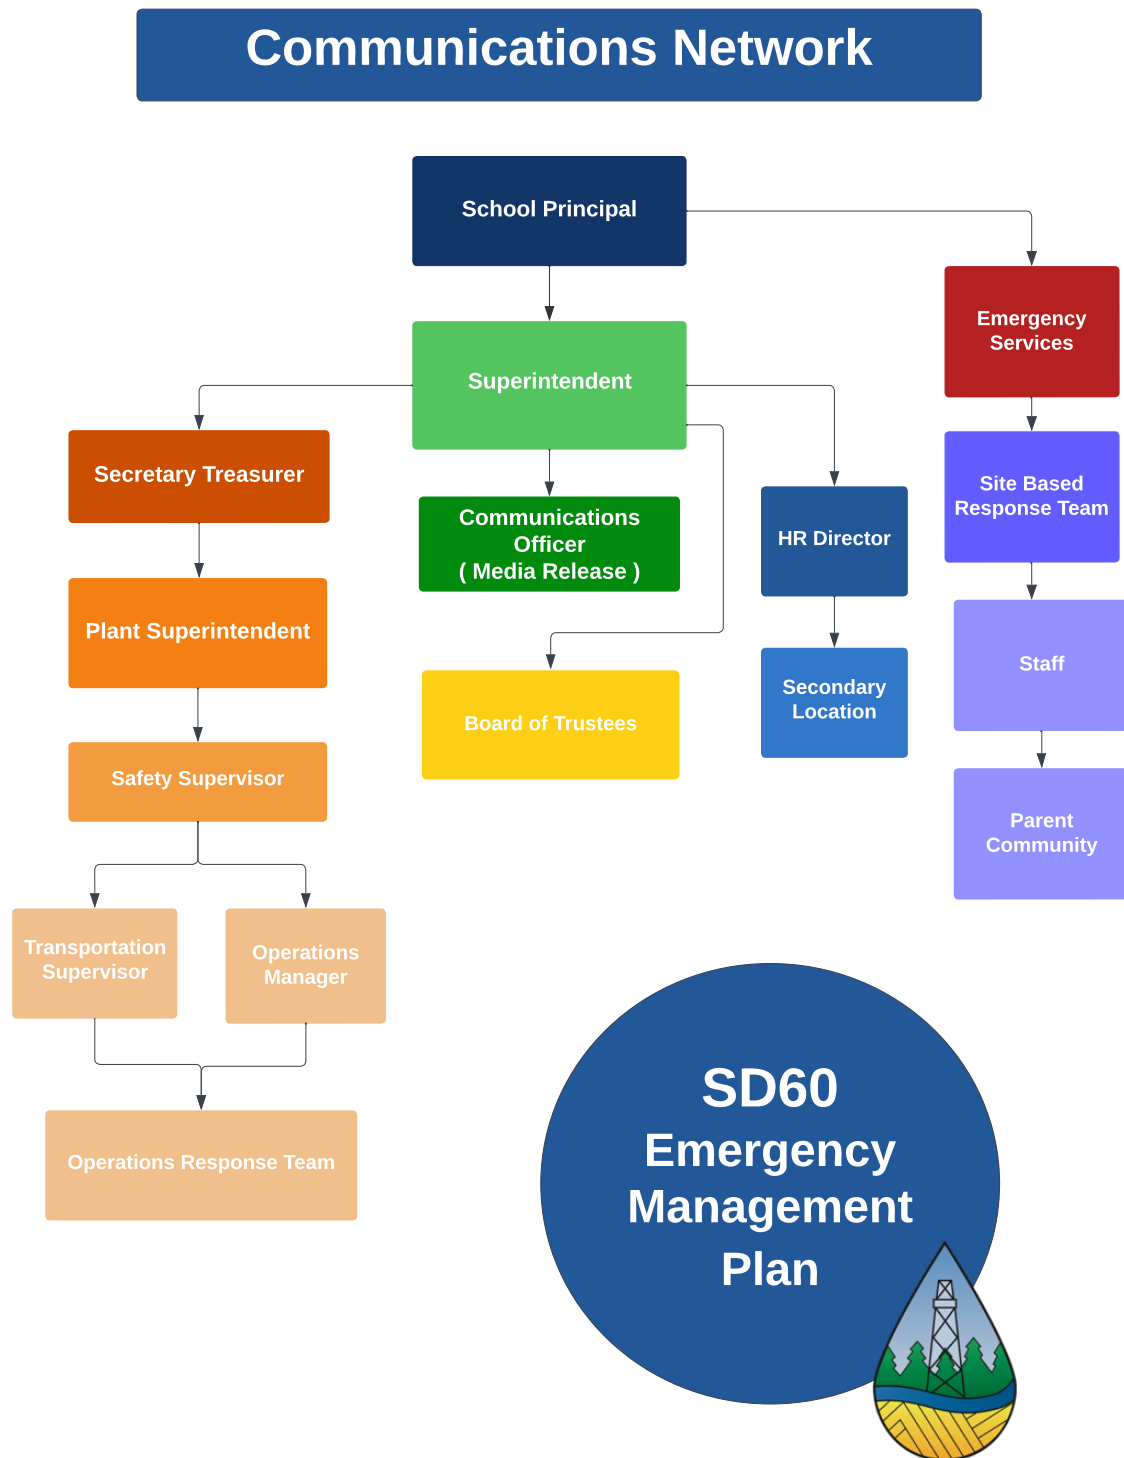 Communications Network
School Principal
Emergency
Services
Superintendent
Secretary Treasurer
Site Based
Response Team
Communications
Officer
( Media Release )
HR Director
Plant Superintendent
Staff
Secondary
Location
Board of Trustees
Safety Supervisor
Parent
Community
Transportation
Supervisor
Operations
Manager
Operations Response Team
SD60
Emergency
Management
Plan